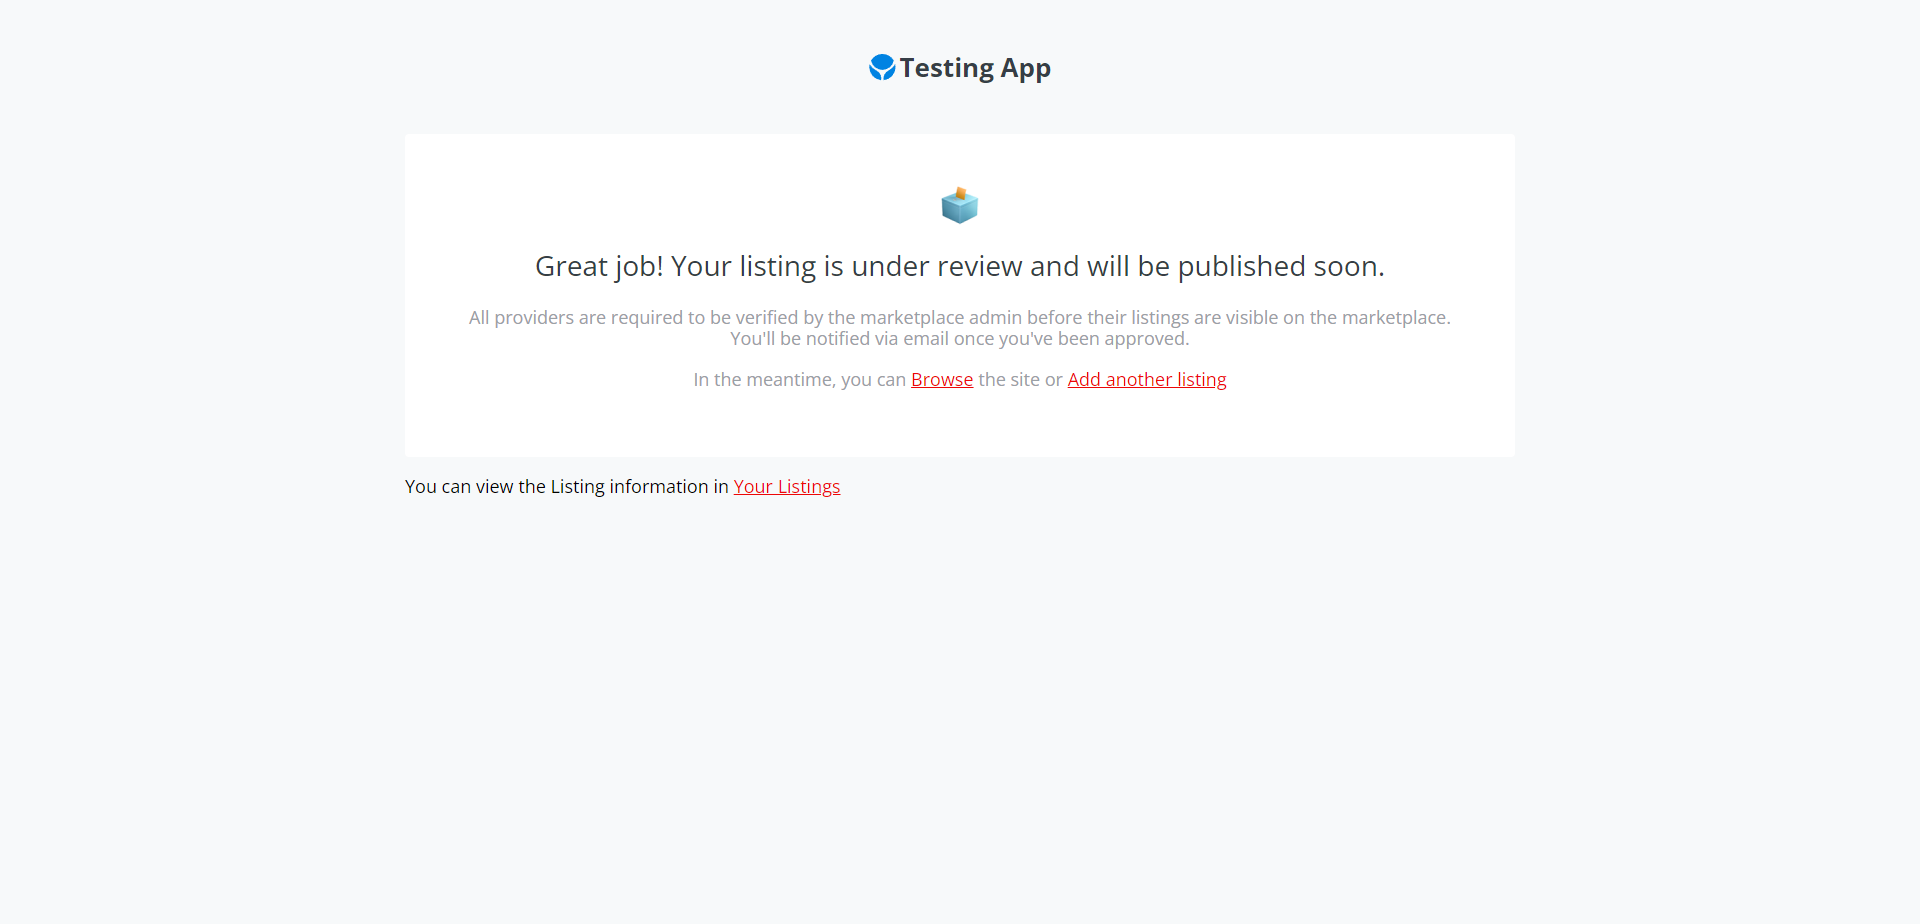 Testing App
Great job! Your listing is under review and will be published soon.
All providers are required to be verified by the marketplace admin before their listings are visible on the marketplace.
You'll be notified via email once you've been approved.
In the meantime, you can Browse the site or Add another listing
You can view the Listing information in Your Listings